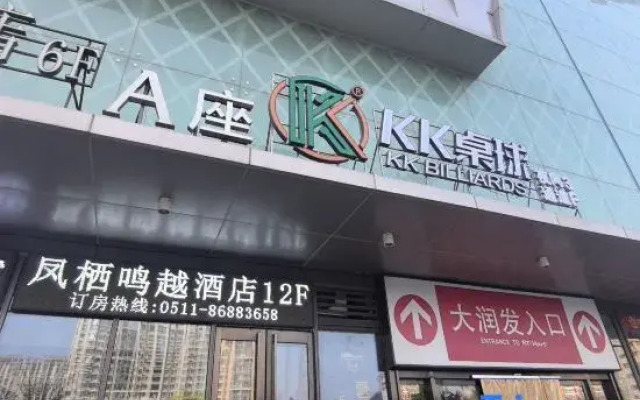 6F
A座
KK桌球
KK BILLIARDS
凤栖鸣越酒店12F
订房热线:0511-86883658
大润发入口
ENTRANCE TO RT-Mart